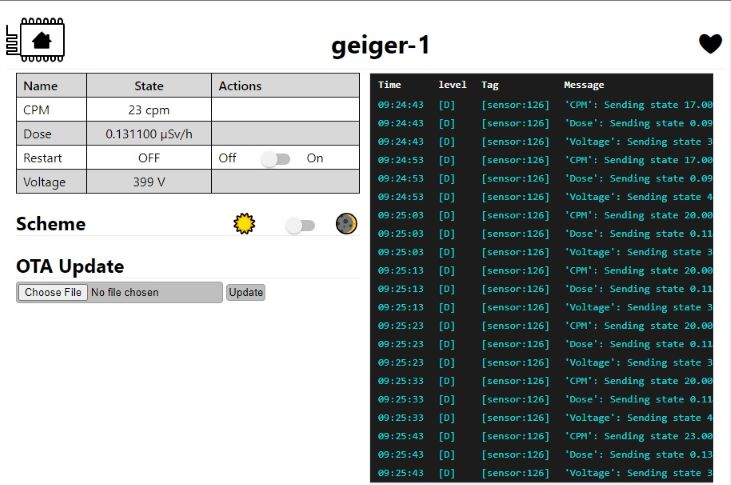 geiger-1
Name State Actions
CPM 23 cpm
Dose 0.131100 µSv/h
Restart OFF Off On
Voltage 399 V
Scheme
OTA Update
Choose File No file chosen Update
Time level Tag Message
09:24:43 [D] [sensor:126] 'CPM': Sending state 17.00
09:24:43 [D] [sensor:126] 'Dose': Sending state 0.09
09:24:43 [D] [sensor:126] 'Voltage': Sending state 3
09:24:53 [D] [sensor:126] 'CPM': Sending state 17.00
09:24:53 [D] [sensor:126] 'Dose': Sending state 0.09
09:24:53 [D] [sensor:126] 'Voltage': Sending state 4
09:25:03 [D] [sensor:126] 'CPM': Sending state 20.00
09:25:03 [D] [sensor:126] 'Dose': Sending state 0.11
09:25:03 [D] [sensor:126] 'Voltage': Sending state 3
09:25:13 [D] [sensor:126] 'CPM': Sending state 20.00
09:25:13 [D] [sensor:126] 'Dose': Sending state 0.11
09:25:13 [D] [sensor:126] 'Voltage': Sending state 3
09:25:23 [D] [sensor:126] 'CPM': Sending state 20.00
09:25:23 [D] [sensor:126] 'Dose': Sending state 0.11
09:25:23 [D] [sensor:126] 'Voltage': Sending state 3
09:25:33 [D] [sensor:126] 'CPM': Sending state 20.00
09:25:33 [D] [sensor:126] 'Dose': Sending state 0.11
09:25:33 [D] [sensor:126] 'Voltage': Sending state 4
09:25:43 [D] [sensor:126] 'CPM': Sending state 23.00
09:25:43 [D] [sensor:126] 'Dose': Sending state 0.13
09:25:43 [D] [sensor:126] 'Voltage': Sending state 3